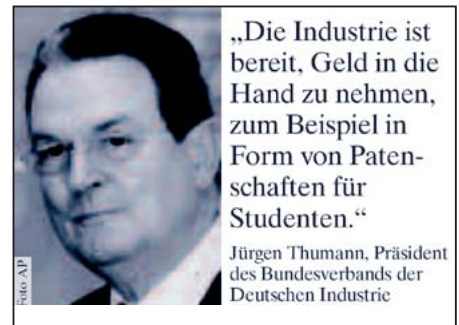 „Die Industrie ist
bereit, Geld in die
Hand zu nehmen,
zum Beispiel in
Form von Paten-
schaften für
Studenten.“
Jürgen Thumann, Präsident
des Bundesverbands der
Deutschen Industrie
Foto AP